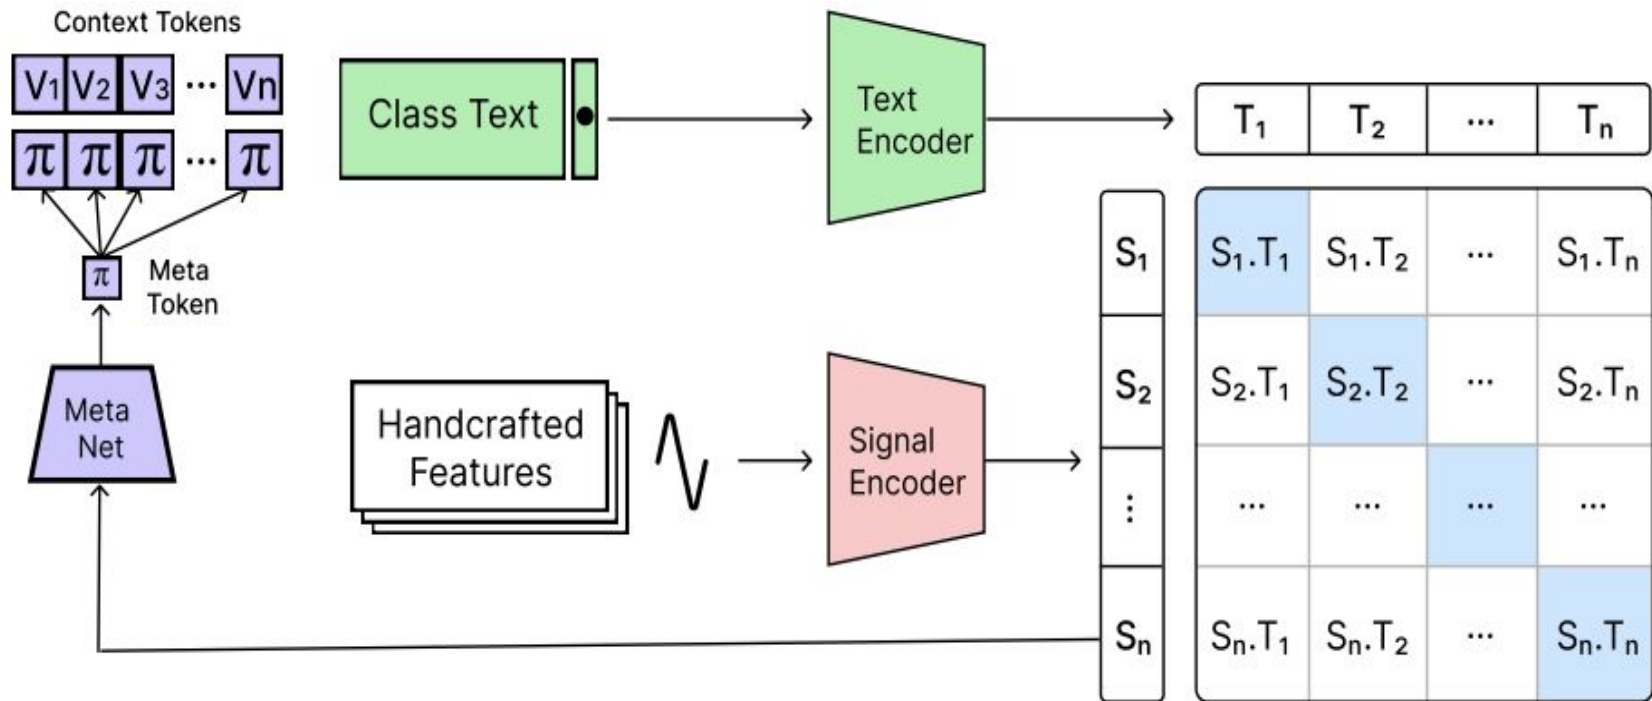 Context Tokens
V1 V2 V3 ... Vn
π π π ... π
π
Meta
Token
Meta
Net
Class Text
Text
Encoder
Handcrafted
Features
Signal
Encoder
T1 T2 ... Tn
S1
S2
⋮
Sn
S1.T1 S1.T2 ... S1.Tn
S2.T1 S2.T2 ... S2.Tn
... ... ... ...
Sn.T1 Sn.T2 ... Sn.Tn